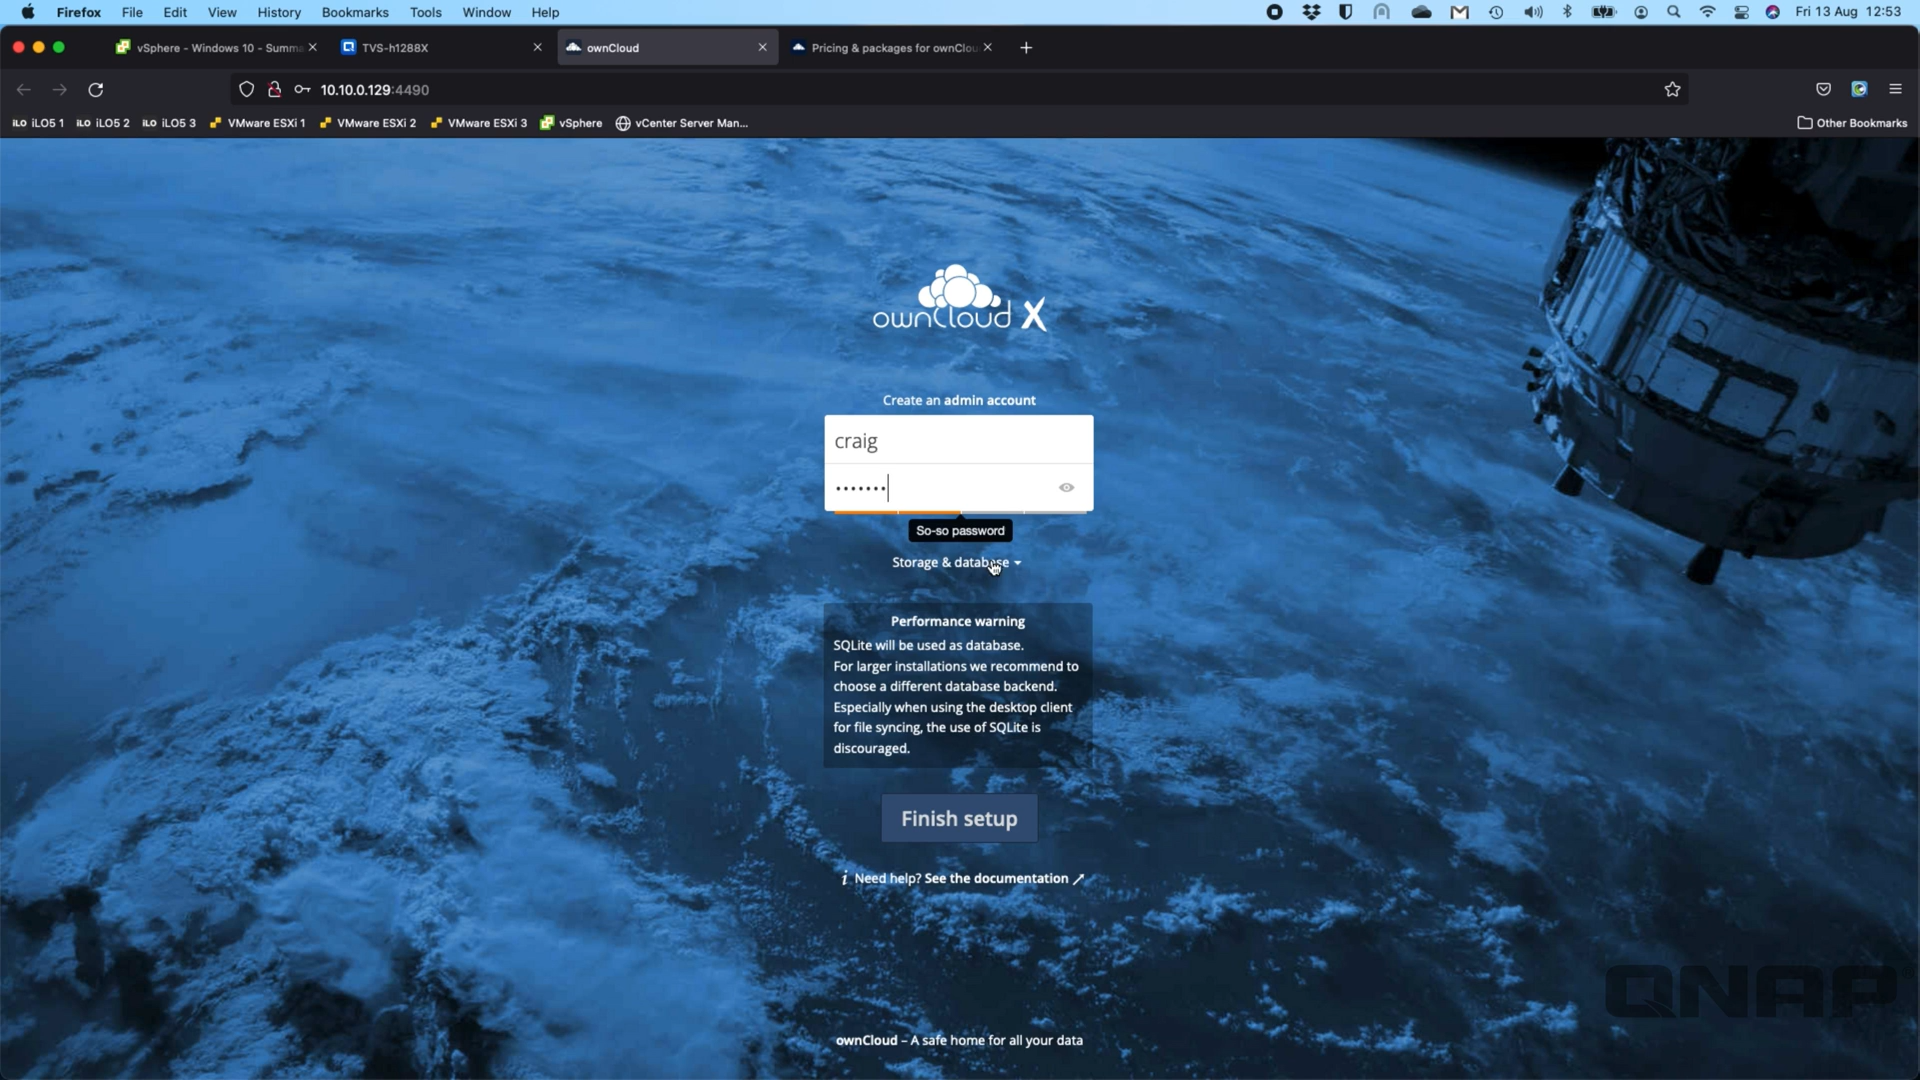 Firefox File Edit View History Bookmarks Tools Window Help Fri 13 Aug 12:53
vSphere - Windows 10 - Summa TVS-h1288X ownCloud Pricing & packages for ownClou
10.10.0.129:4490
iLO iLO5 1 iLO iLO5 2 iLO iLO5 3 VMware ESXi 1 VMware ESXi 2 VMware ESXi 3 vSphere vCenter Server Man... Other Bookmarks
ownCloud X
Create an admin account
craig
So-so password
Storage & database
Performance warning
SQLite will be used as database.
For larger installations we recommend to
choose a different database backend.
Especially when using the desktop client
for file syncing, the use of SQLite is
discouraged.
Finish setup
i Need help? See the documentation
QNAP
ownCloud – A safe home for all your data